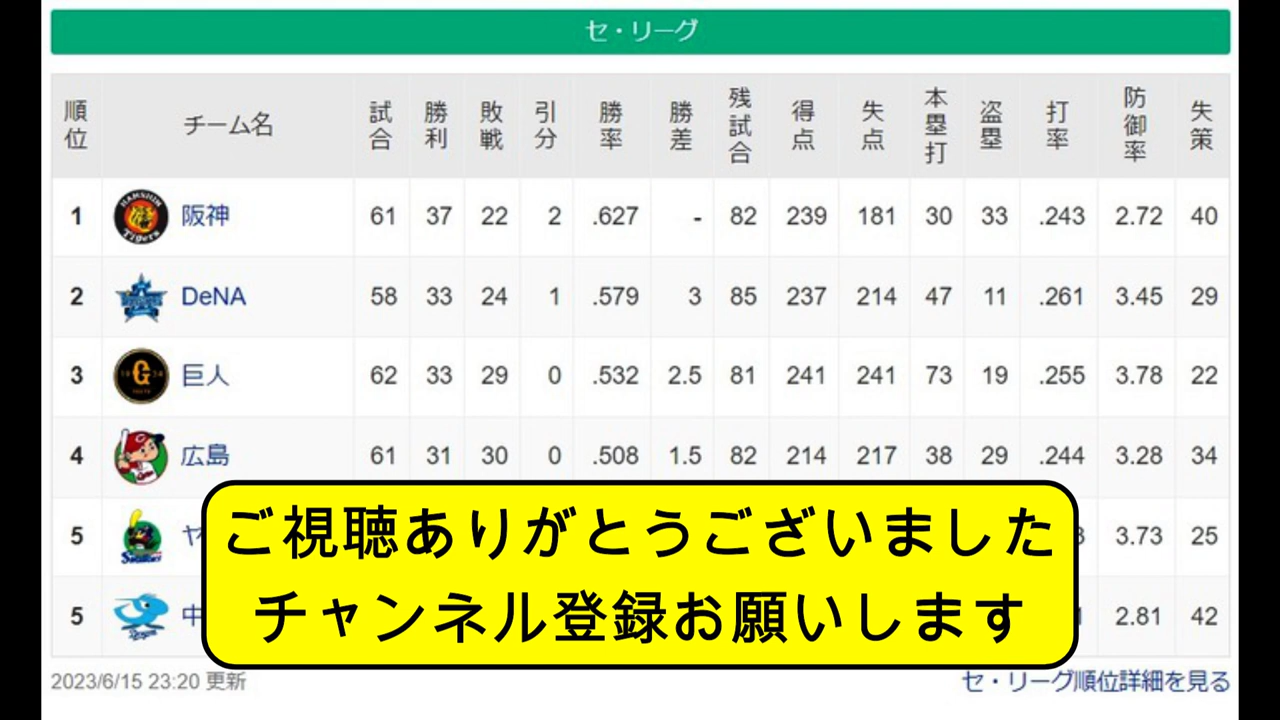 セ・リーグ
順位 チーム名 試合 勝利 敗戦 引分 勝率 勝差 残試合 得点 失点 本塁打 盗塁 打率 防御率 失策
1 阪神 61 37 22 2 .627 - 82 239 181 30 33 .243 2.72 40
2 DeNA 58 33 24 1 .579 3 85 237 214 47 11 .261 3.45 29
3 巨人 62 33 29 0 .532 2.5 81 241 241 73 19 .255 3.78 22
4 広島 61 31 30 0 .508 1.5 82 214 217 38 29 .244 3.28 34
5 3.73 25
5 中 2.81 42
ご視聴ありがとうございました
チャンネル登録お願いします
2023/6/15 23:20 更新
セ・リーグ順位詳細を見る